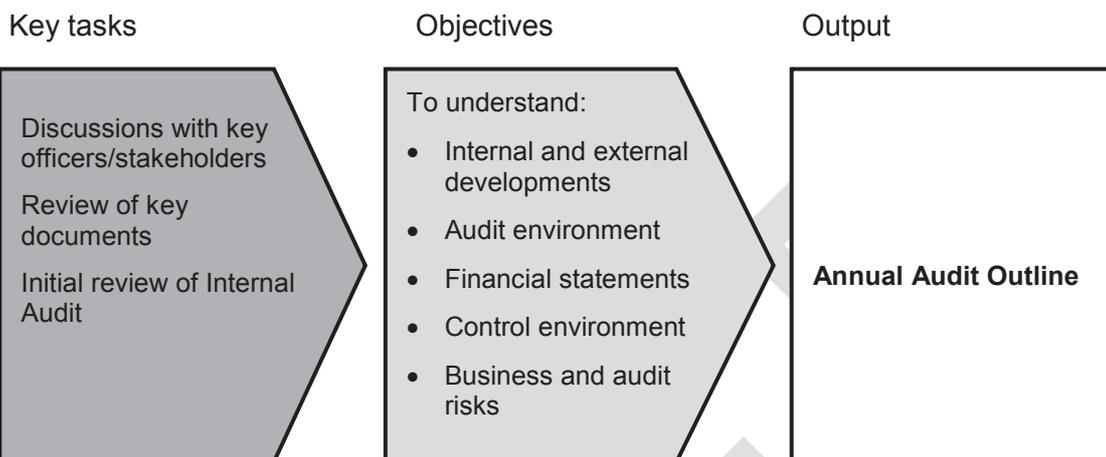 Key tasks
Objectives
Output
Discussions with key
officers/stakeholders
Review of key
documents
Initial review of Internal
Audit
To understand:
• Internal and external
developments
• Audit environment
• Financial statements
• Control environment
• Business and audit
risks
Annual Audit Outline